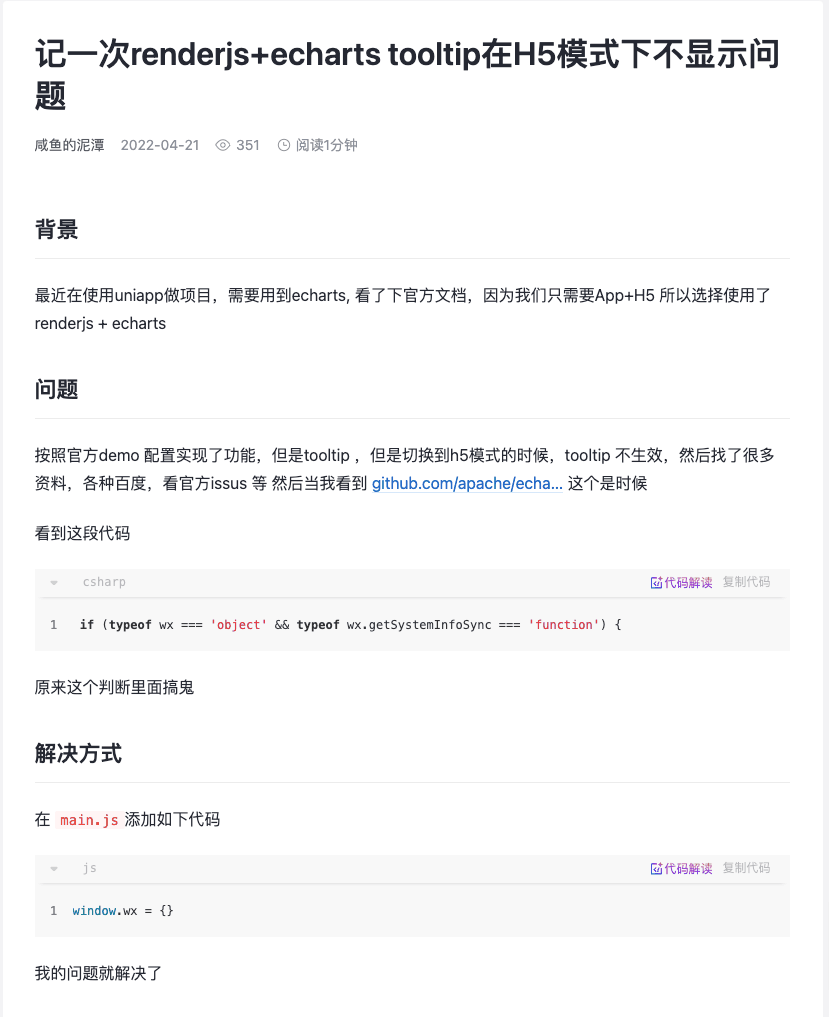 记一次renderjs+echarts tooltip在H5模式下不显示问
题
咸鱼的泥潭 2022-04-21 351 阅读1分钟
背景
最近在使用uniapp做项目，需要用到echarts, 看了下官方文档，因为我们只需要App+H5 所以选择使用了
renderjs + echarts
问题
按照官方demo 配置实现了功能，但是tooltip ，但是切换到h5模式的时候，tooltip 不生效，然后找了很多
资料，各种百度，看官方issus 等 然后当我看到 github.com/apache/echa... 这个是时候
看到这段代码
csharp 代码解读 复制代码
1 if (typeof wx === 'object' && typeof wx.getSystemInfoSync === 'function') {
原来这个判断里面搞鬼
解决方式
在 main.js 添加如下代码
js 代码解读 复制代码
1 window.wx = {}
我的问题就解决了